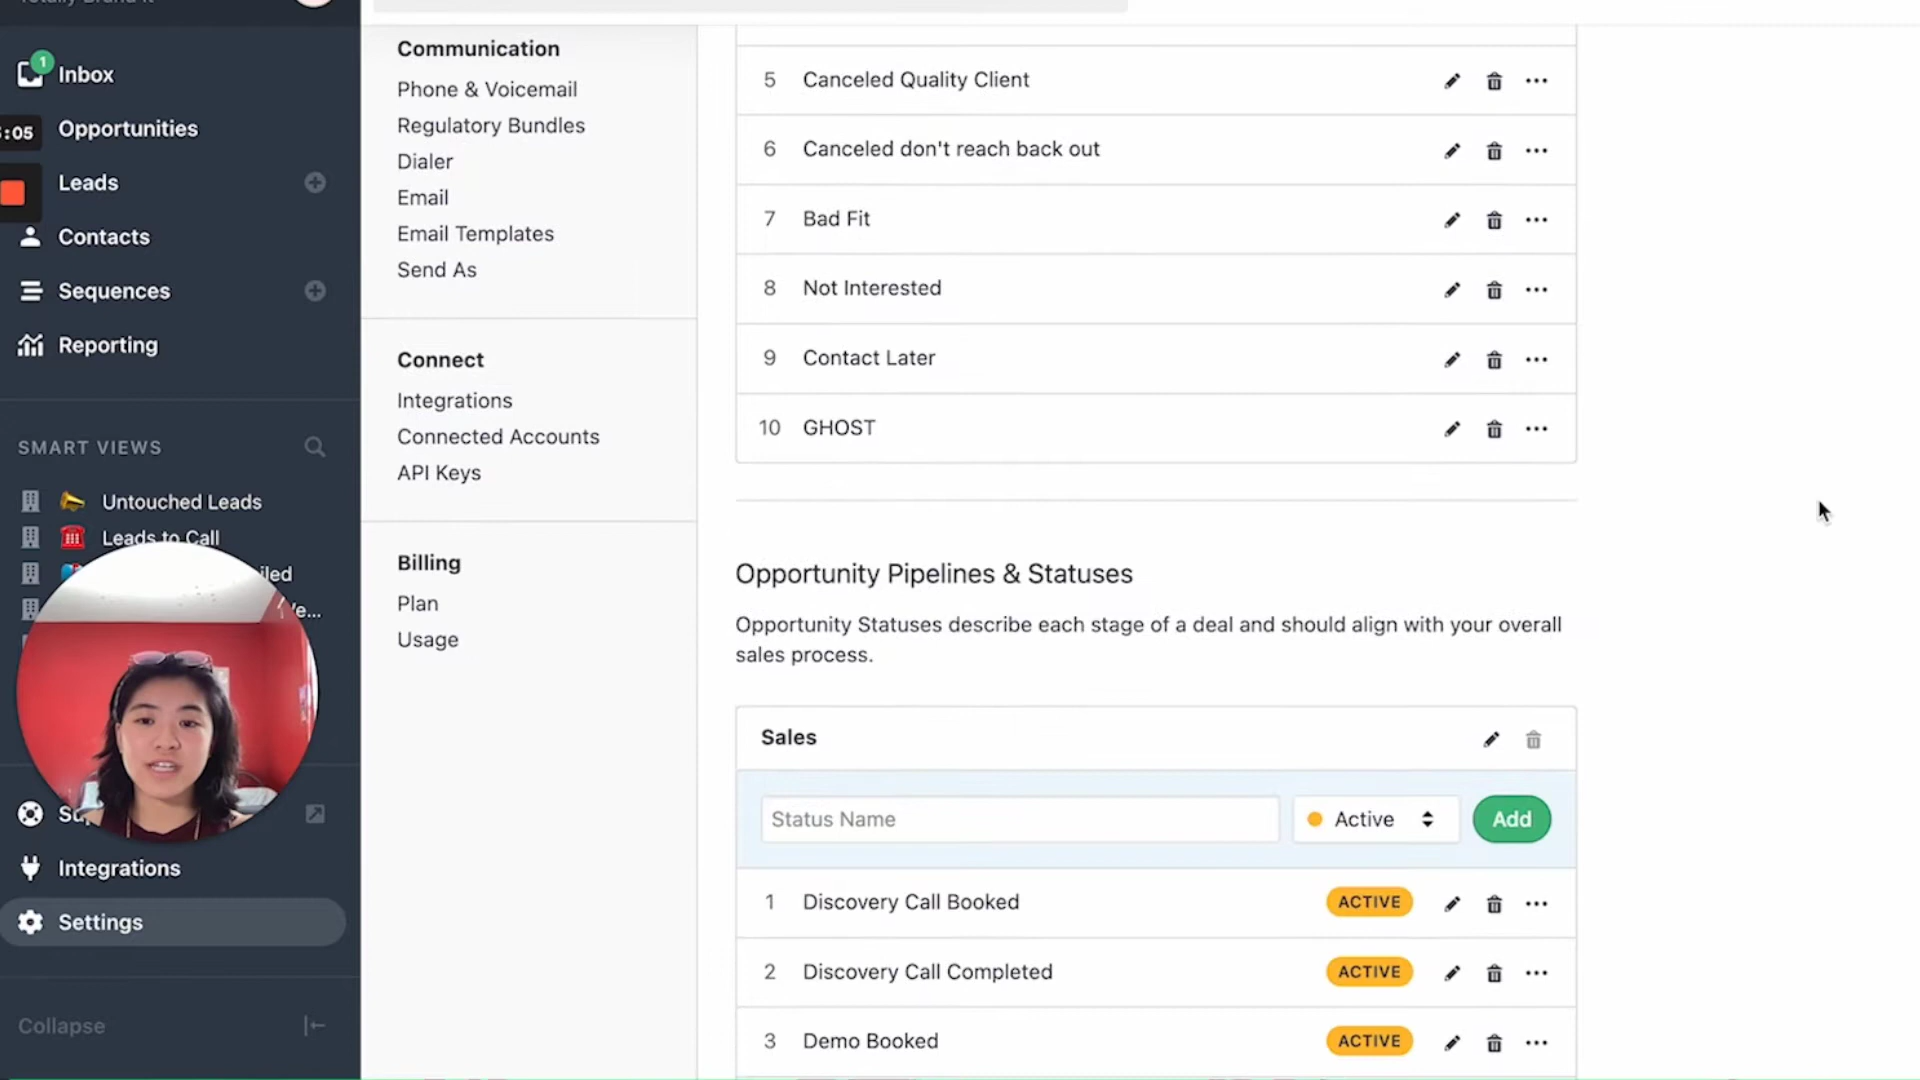 Inbox
1
Opportunities
:05
Leads
Contacts
Sequences
Reporting
SMART VIEWS
Untouched Leads
Leads to Call
Integrations
Settings
Collapse
Communication
Phone & Voicemail
Regulatory Bundles
Dialer
Email
Email Templates
Send As
Connect
Integrations
Connected Accounts
API Keys
Billing
Plan
Usage
5 Canceled Quality Client
6 Canceled don't reach back out
7 Bad Fit
8 Not Interested
9 Contact Later
10 GHOST
Opportunity Pipelines & Statuses
Opportunity Statuses describe each stage of a deal and should align with your overall
sales process.
Sales
Status Name Active Add
1 Discovery Call Booked ACTIVE
2 Discovery Call Completed ACTIVE
3 Demo Booked ACTIVE